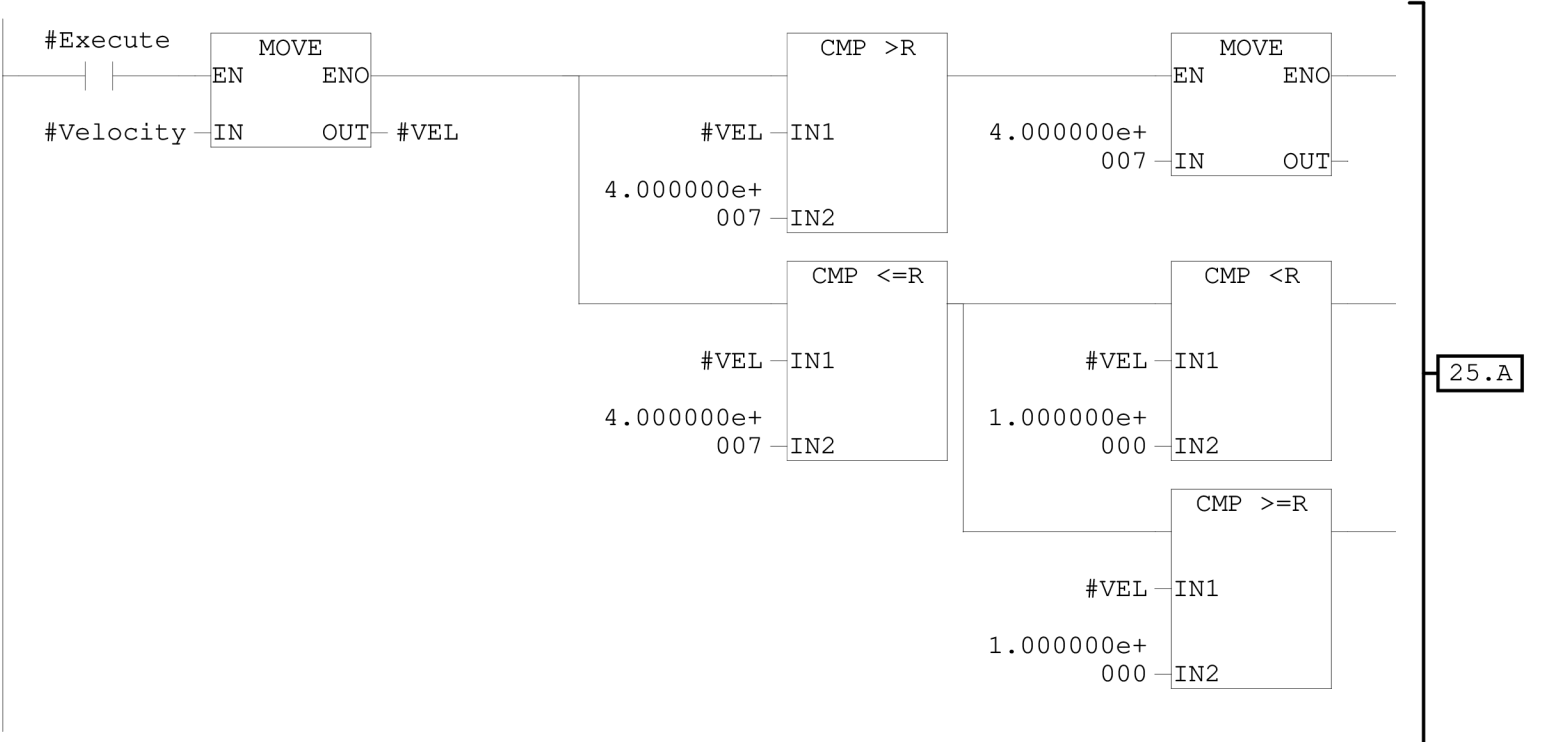 #Execute MOVE CMP >R MOVE
EN ENO EN ENO
#Velocity IN OUT #VEL #VEL IN1 4.000000e+
007 IN OUT
4.000000e+
007 IN2
CMP <=R CMP <R
#VEL IN1 #VEL IN1
4.000000e+ 1.000000e+
007 IN2 000 IN2
25.A
CMP >=R
#VEL IN1
1.000000e+
000 IN2